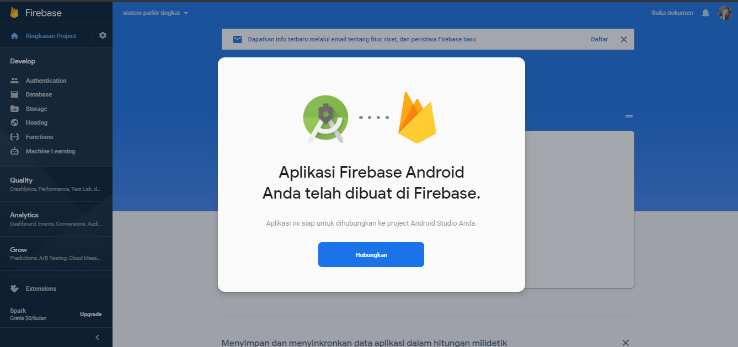 Firebase
sistem parkir tingkat
Buka dokumen
Ringkasan Project
Dapatkan info terbaru melalui email tentang fitur, riset, dan peristiwa Firebase baru
Daftar
Develop
Authentication
Database
Storage
Hosting
Functions
Machine Learning
Quality
Crashlytics, Performance, Test Lab, d...
Analytics
Dashboard, Events, Conversions, Audi...
Grow
Predictions, A/B Testing, Cloud Mess...
Extensions
Spark
Gratis $0/bulan
Upgrade
Aplikasi Firebase Android
Anda telah dibuat di Firebase.
Aplikasi ini siap untuk dihubungkan ke project Android Studio Anda.
Hubungkan
Menyimpan dan menyinkronkan data aplikasi dalam hitungan milidetik